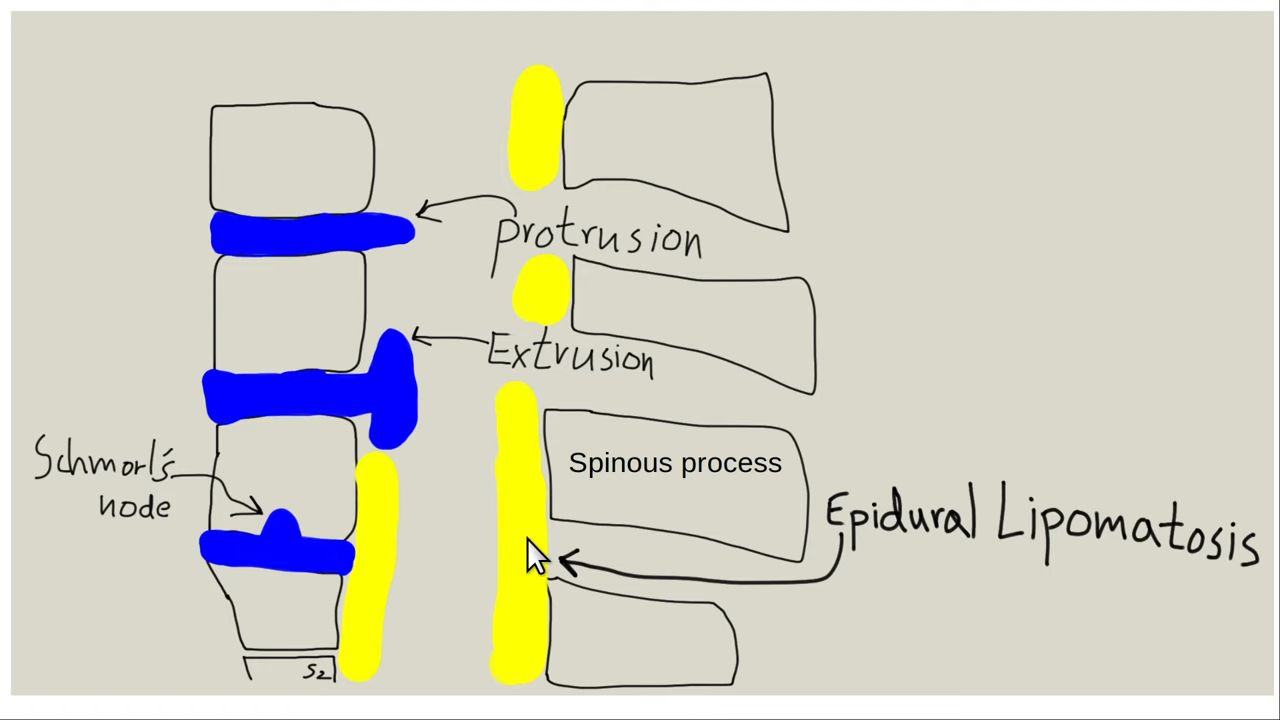 protrusion
Extrusion
Schmorl's
node
Spinous process
Epidural Lipomatosis
S2